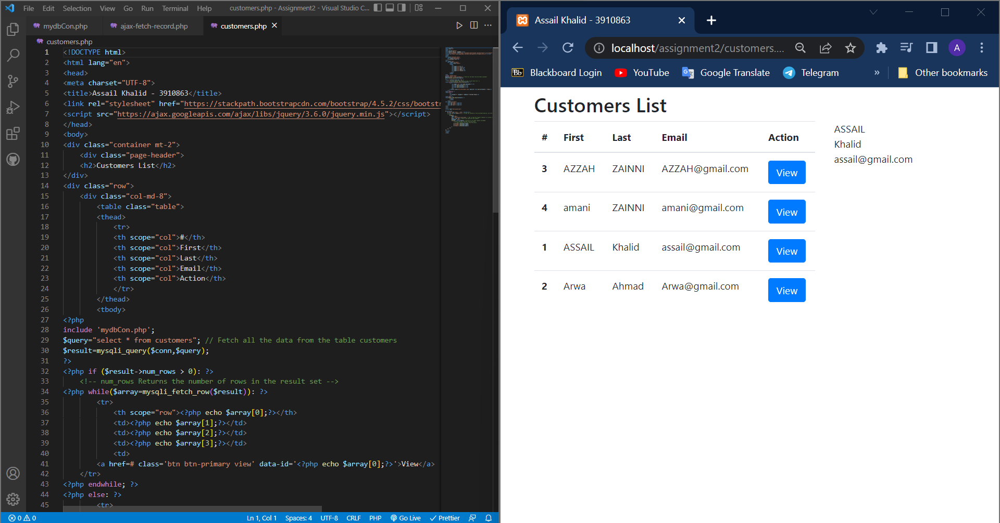 File Edit Selection View Go Run Terminal Help customers.php - Assignment2 - Visual Studio C...
mydbCon.php ajax-fetch-record.php customers.php
customers.php
1 <!DOCTYPE html>
2 <html lang="en">
3 <head>
4 <meta charset="UTF-8">
5 <title>Assail Khalid - 3910863</title>
6 <link rel="stylesheet" href="https://stackpath.bootstrapcdn.com/bootstrap/4.5.2/css/bootstr
7 <script src="https://ajax.googleapis.com/ajax/libs/jquery/3.6.0/jquery.min.js"></script>
8 </head>
9 <body>
10 <div class="container mt-2">
11 <div class="page-header">
12 <h2>Customers List</h2>
13 </div>
14 <div class="row">
15 <div class="col-md-8">
16 <table class="table">
17 <thead>
18 <tr>
19 <th scope="col">#</th>
20 <th scope="col">First</th>
21 <th scope="col">Last</th>
22 <th scope="col">Email</th>
23 <th scope="col">Action</th>
24 </tr>
25 </thead>
26 <tbody>
27 <?php
28 include 'mydbCon.php';
29 $query="select * from customers"; // Fetch all the data from the table customers
30 $result=mysqli_query($conn,$query);
31 ?>
32 <?php if ($result->num_rows > 0): ?>
33 <!-- num_rows Returns the number of rows in the result set -->
34 <?php while($array=mysqli_fetch_row($result)): ?>
35 <tr>
36 <th scope="row"><?php echo $array[0];?></th>
37 <td><?php echo $array[1];?></td>
38 <td><?php echo $array[2];?></td>
39 <td><?php echo $array[3];?></td>
40 <td>
41 <a href=# class='btn btn-primary view' data-id='<?php echo $array[0];?>'>View</a>
42 </tr>
43 <?php endwhile; ?>
44 <?php else: ?>
45 <tr>
0 0 Ln 1, Col 1 Spaces: 4 UTF-8 CRLF PHP Go Live Prettier
Assail Khalid - 3910863
localhost/assignment2/customers.... A
Bb Blackboard Login YouTube Google Translate Telegram » Other bookmarks
Customers List
# First Last Email Action
3 AZZAH ZAINNI AZZAH@gmail.com View
4 amani ZAINNI amani@gmail.com View
1 ASSAIL Khalid assail@gmail.com View
2 Arwa Ahmad Arwa@gmail.com View
ASSAIL
Khalid
assail@gmail.com